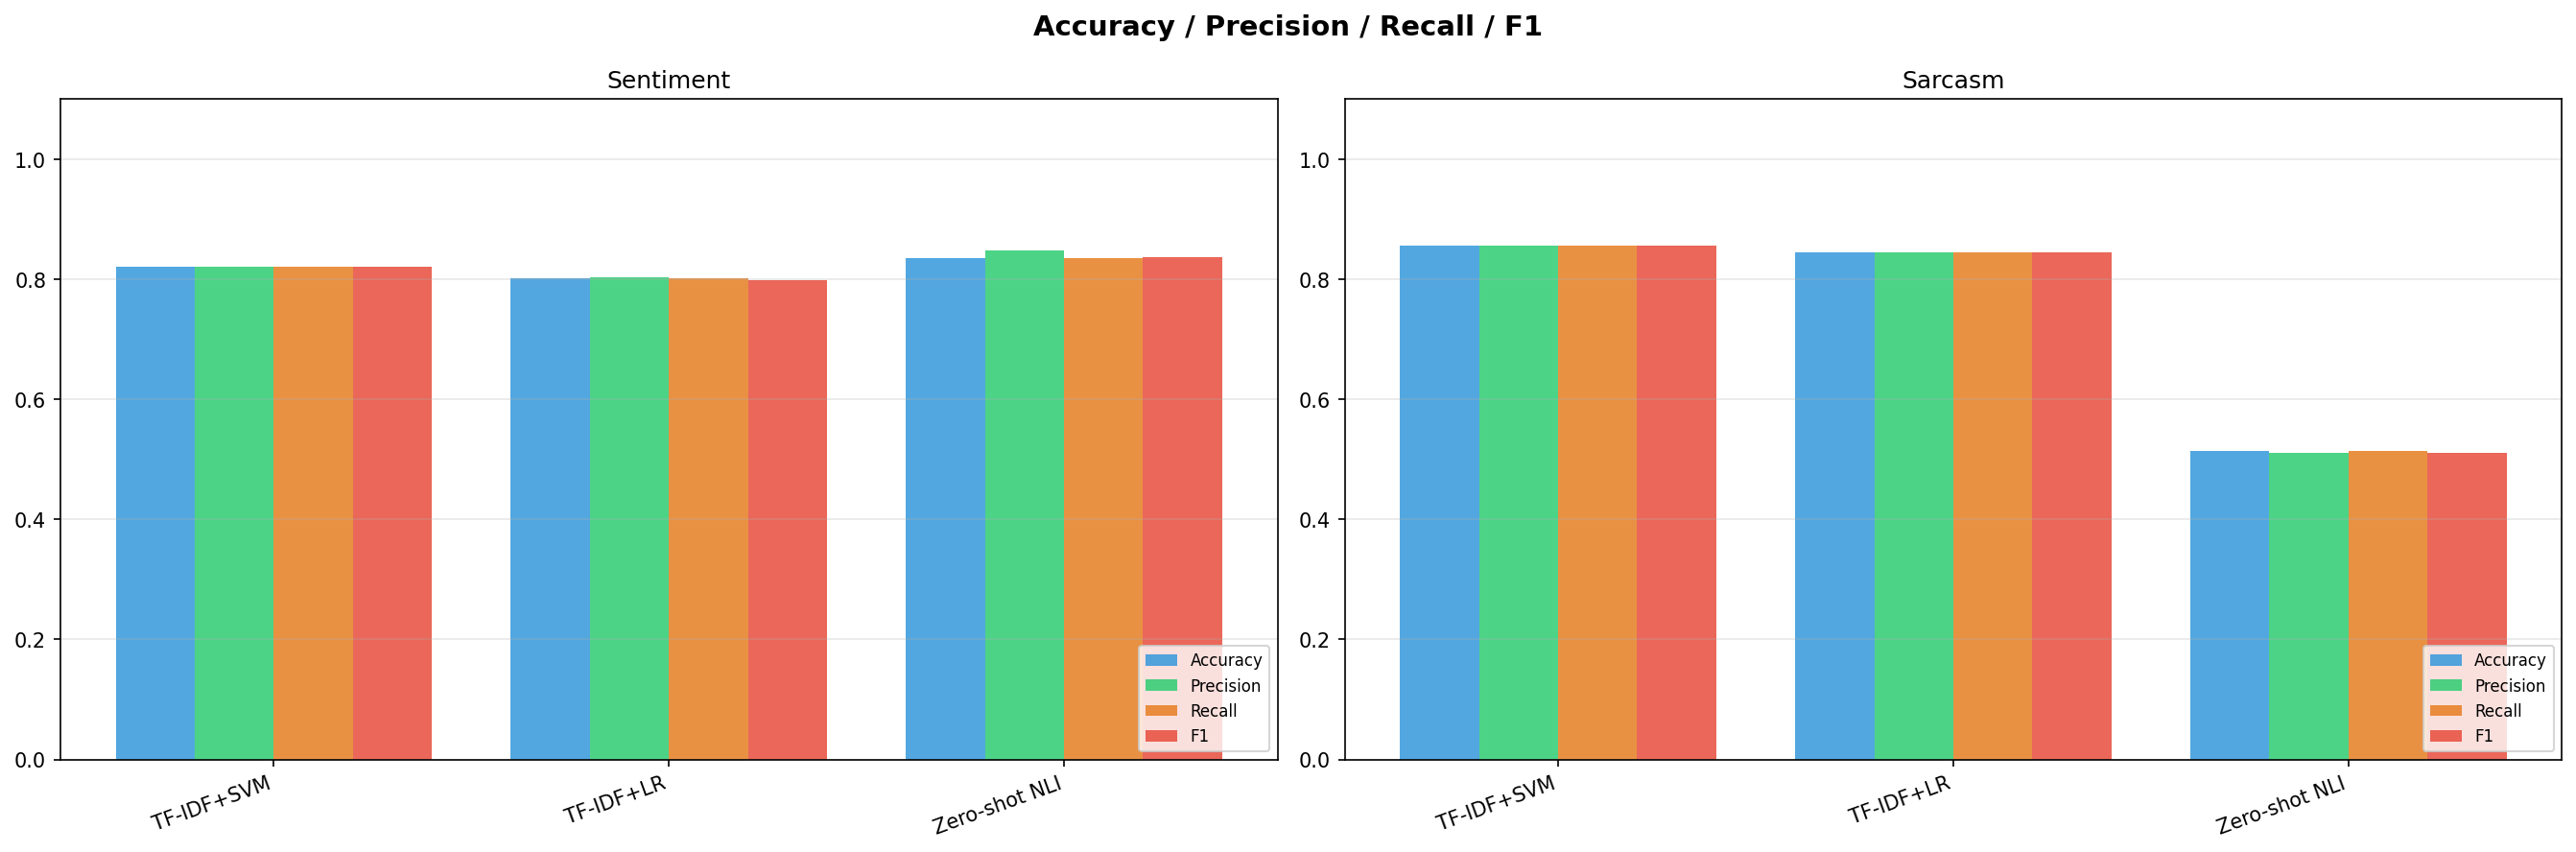 Accuracy / Precision / Recall / F1
Sentiment
1.0
0.8
0.6
0.4
0.2
0.0
TF-IDF+SVM
TF-IDF+LR
Zero-shot NLI
Accuracy
Precision
Recall
F1
Sarcasm
1.0
0.8
0.6
0.4
0.2
0.0
TF-IDF+SVM
TF-IDF+LR
Zero-shot NLI
Accuracy
Precision
Recall
F1